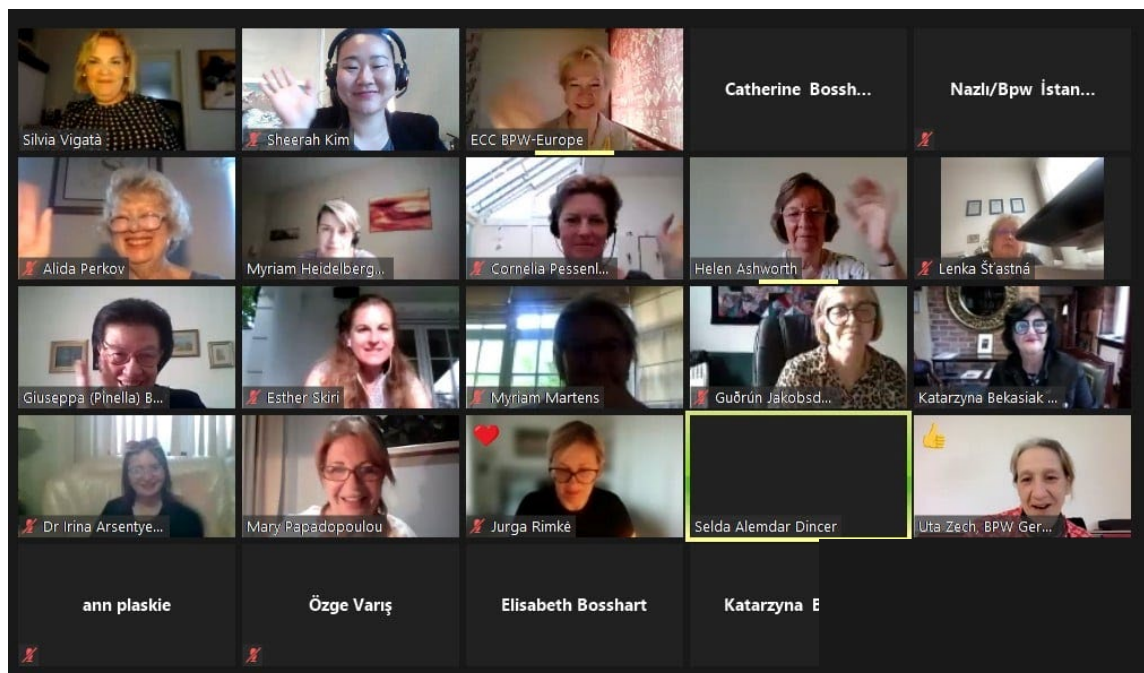 Silvia Vigatà
Sheerah Kim
ECC BPW-Europe
Catherine Bossh...
Nazlı/Bpw İstan...
Alida Perkov
Myriam Heidelberg...
Cornelia Pessenl...
Helen Ashworth
Lenka Šťastná
Giuseppa (Pinella) B...
Esther Skiri
Myriam Martens
Guðrún Jakobsd...
Katarzyna Bekasiak ...
Dr Irina Arsentye...
Mary Papadopoulou
Jurga Rimkė
Selda Alemdar Dincer
Uta Zech, BPW Ger...
ann plaskie
Özge Varış
Elisabeth Bosshart
Katarzyna B